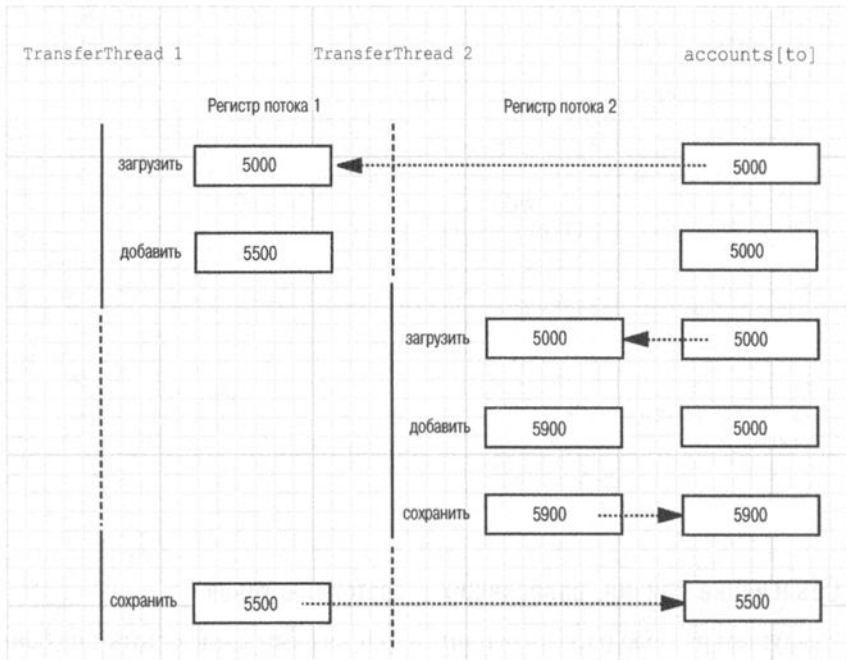 TransferThread 1 TransferThread 2 accounts[to]
Регистр потока 1 Регистр потока 2
загрузить 5000 5000
добавить 5500 5000
загрузить 5000 5000
добавить 5900 5000
сохранить 5900 5900
сохранить 5500 5500